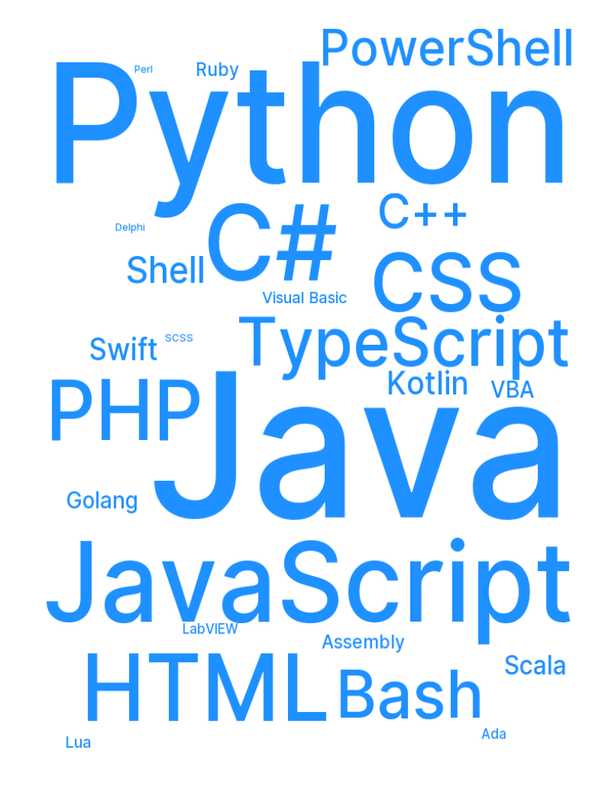 PowerShell
Perl
Ruby
Python
C++
C#
Delphi
Shell
CSS
Visual Basic
TypeScript
scss
Swift
Kotlin
VBA
PHP
Java
Golang
JavaScript
LabVIEW
Assembly
HTML
Scala
Bash
Ada
Lua